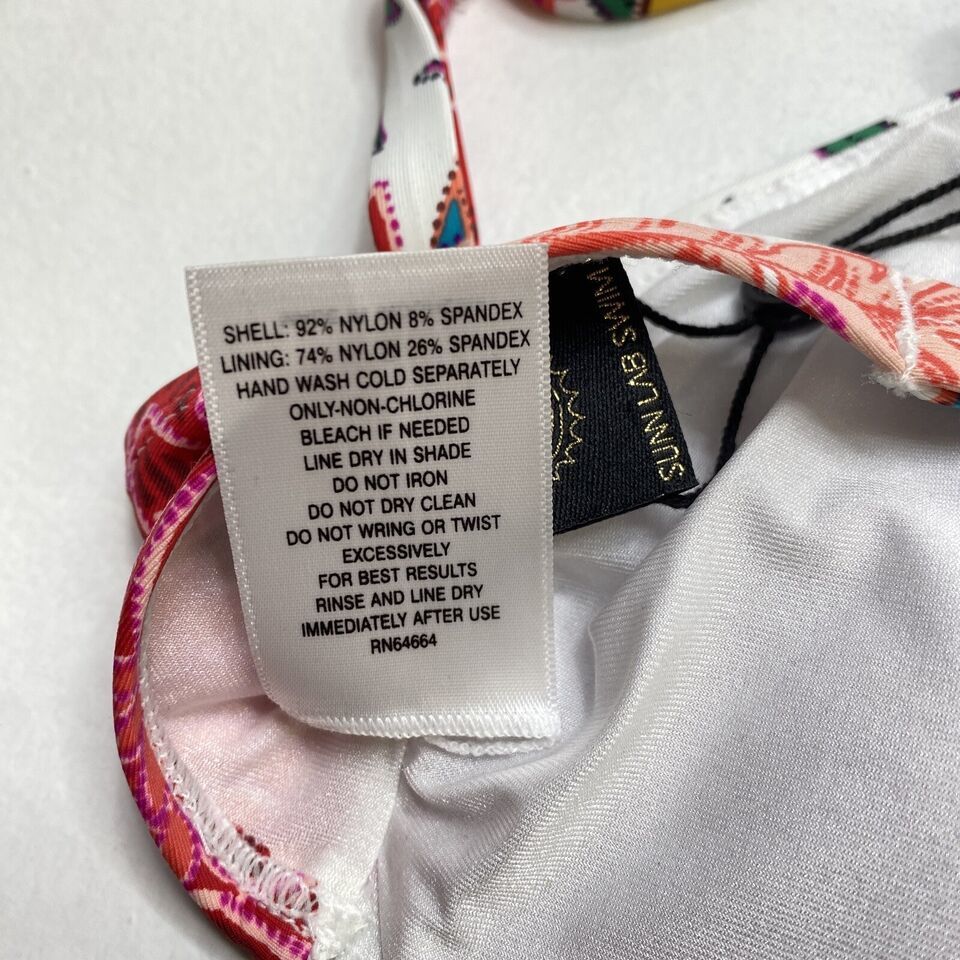 SHELL: 92% NYLON 8% SPANDEX
LINING: 74% NYLON 26% SPANDEX
HAND WASH COLD SEPARATELY
ONLY-NON-CHLORINE
BLEACH IF NEEDED
LINE DRY IN SHADE
DO NOT IRON
DO NOT DRY CLEAN
DO NOT WRING OR TWIST
EXCESSIVELY
FOR BEST RESULTS
RINSE AND LINE DRY
IMMEDIATELY AFTER USE
RN64664
SUNN LAB SWIM